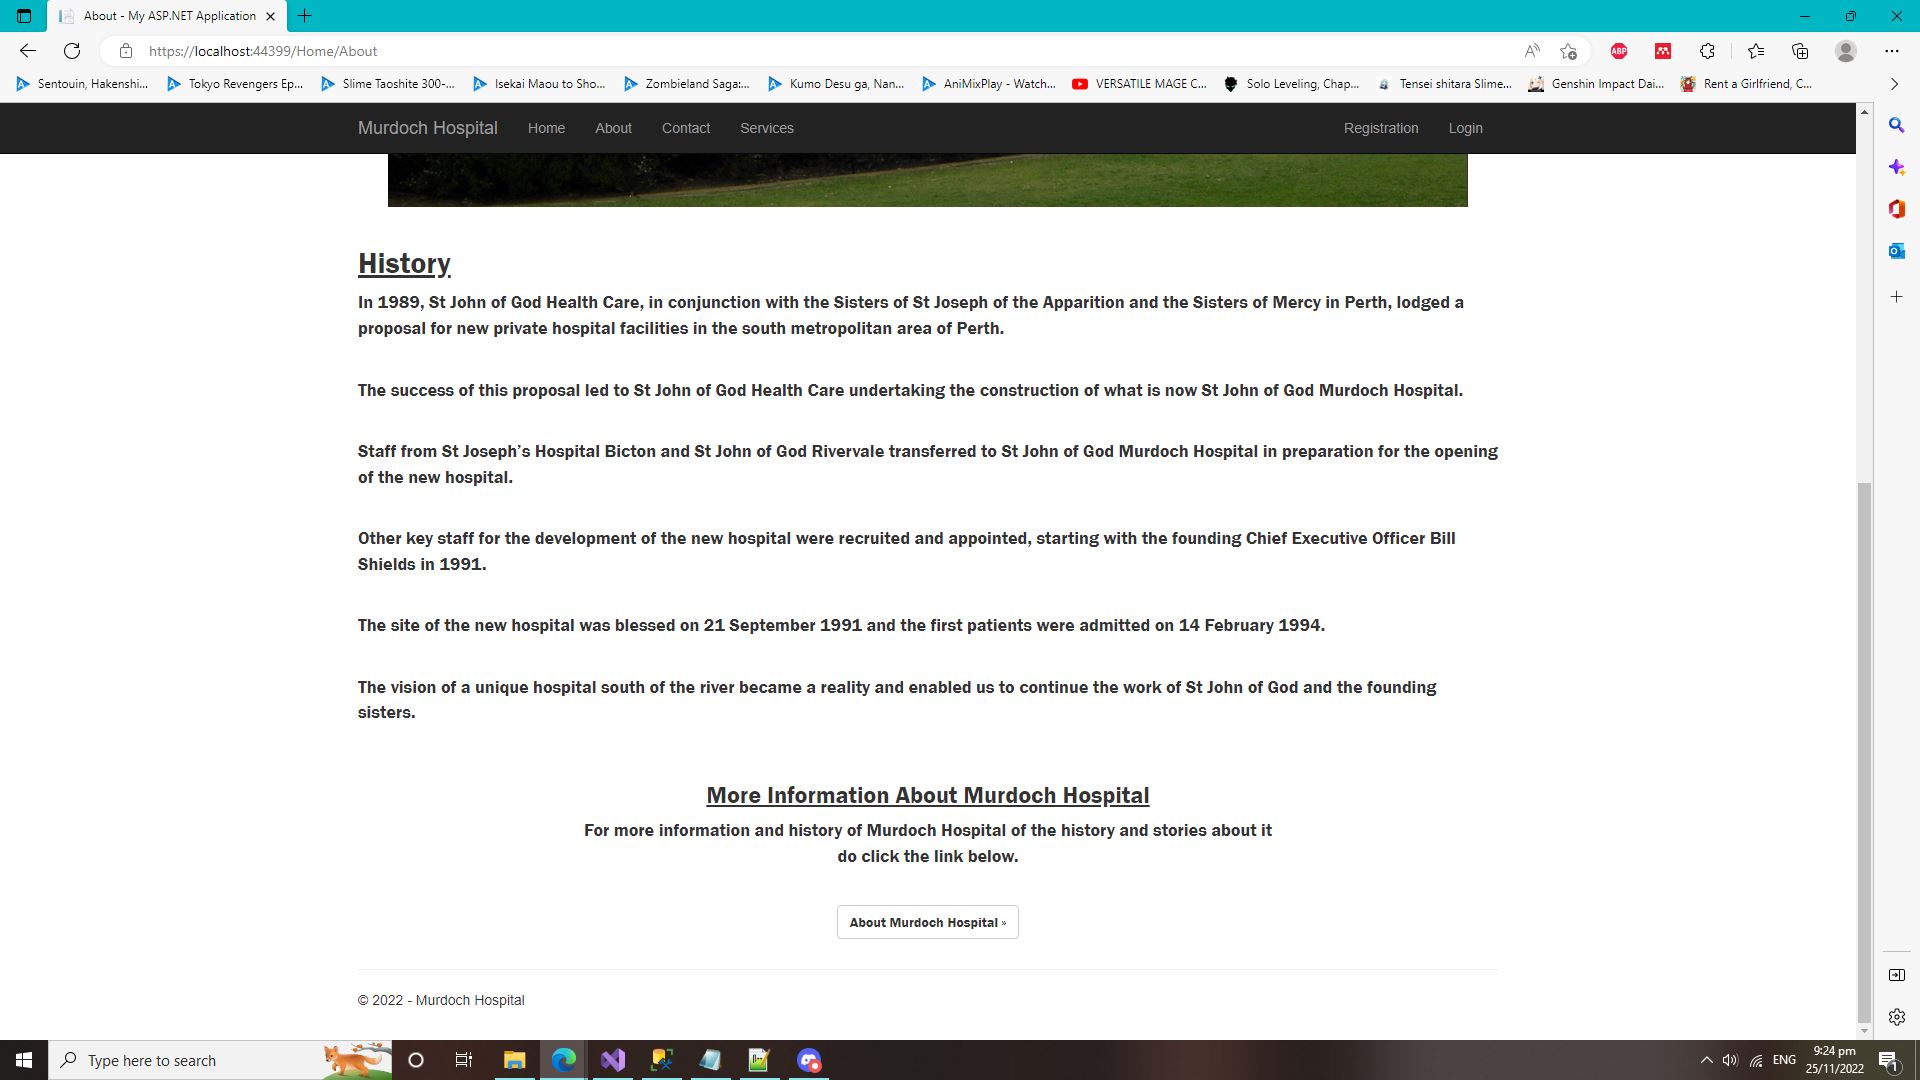 About - My ASP.NET Application
https://localhost:44399/Home/About
Sentouin, Hakenshi...
Tokyo Revengers Ep...
Slime Taoshite 300-...
Isekai Maou to Sho...
Zombieland Saga:...
Kumo Desu ga, Nan...
AniMixPlay - Watch...
VERSATILE MAGE C...
Solo Leveling, Chap...
Tensei shitara Slime...
Genshin Impact Dai...
Rent a Girlfriend, C...
Murdoch Hospital
Home
About
Contact
Services
Registration
Login
History
In 1989, St John of God Health Care, in conjunction with the Sisters of St Joseph of the Apparition and the Sisters of Mercy in Perth, lodged a
proposal for new private hospital facilities in the south metropolitan area of Perth.
The success of this proposal led to St John of God Health Care undertaking the construction of what is now St John of God Murdoch Hospital.
Staff from St Joseph’s Hospital Bicton and St John of God Rivervale transferred to St John of God Murdoch Hospital in preparation for the opening
of the new hospital.
Other key staff for the development of the new hospital were recruited and appointed, starting with the founding Chief Executive Officer Bill
Shields in 1991.
The site of the new hospital was blessed on 21 September 1991 and the first patients were admitted on 14 February 1994.
The vision of a unique hospital south of the river became a reality and enabled us to continue the work of St John of God and the founding
sisters.
More Information About Murdoch Hospital
For more information and history of Murdoch Hospital of the history and stories about it
do click the link below.
About Murdoch Hospital »
© 2022 - Murdoch Hospital
Type here to search
ENG
9:24 pm
25/11/2022
1
ABP